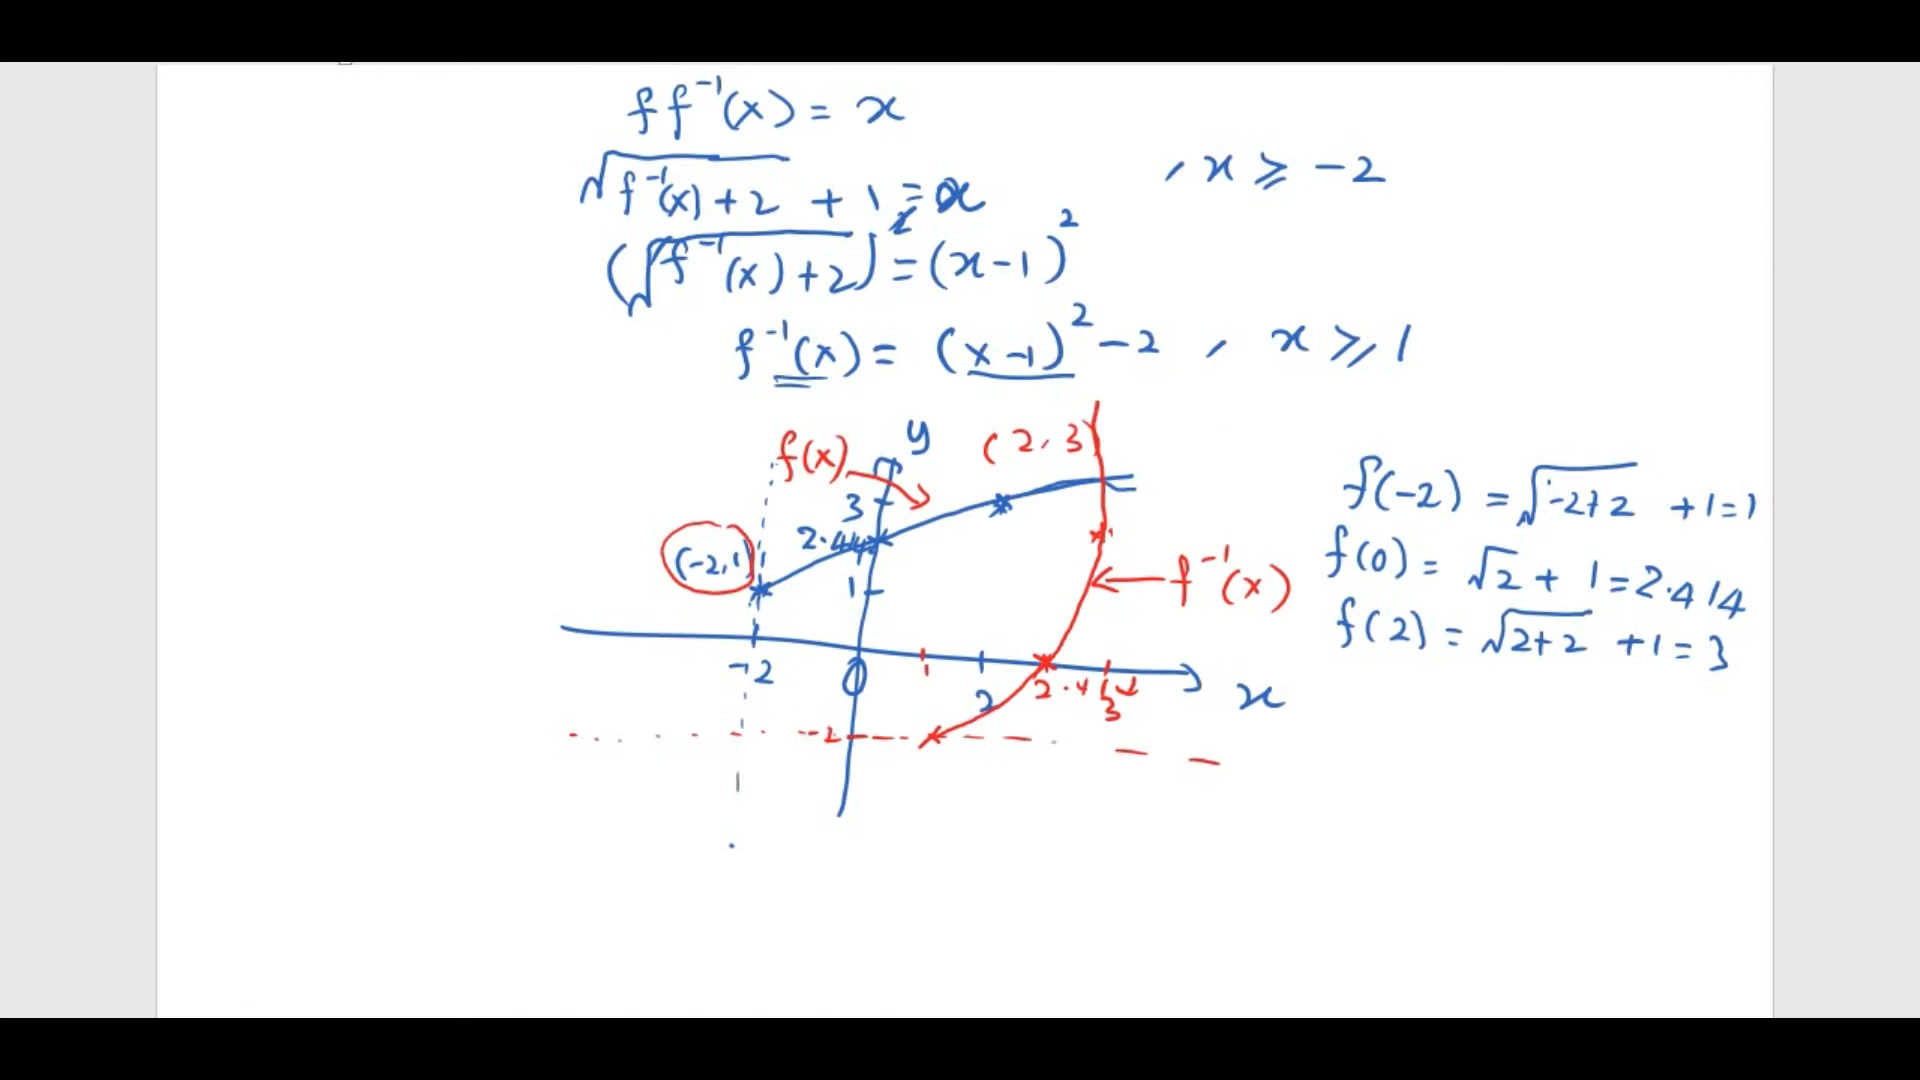 f f⁻¹(x) = x
√(f⁻¹(x) + 2) + 1 = x , x ⩾ -2
(√(f⁻¹(x) + 2))² = (x - 1)²
f⁻¹(x) = (x - 1)² - 2 , x ⩾ 1
f(x) y (2, 3)
f(-2) = √(-2+2) + 1 = 1
3
2.44
(-2, 1)
1
f⁻¹(x)
f(0) = √2 + 1 = 2.414
f(2) = √(2+2) + 1 = 3
-2 0 1 2 2.4 3 x
-2